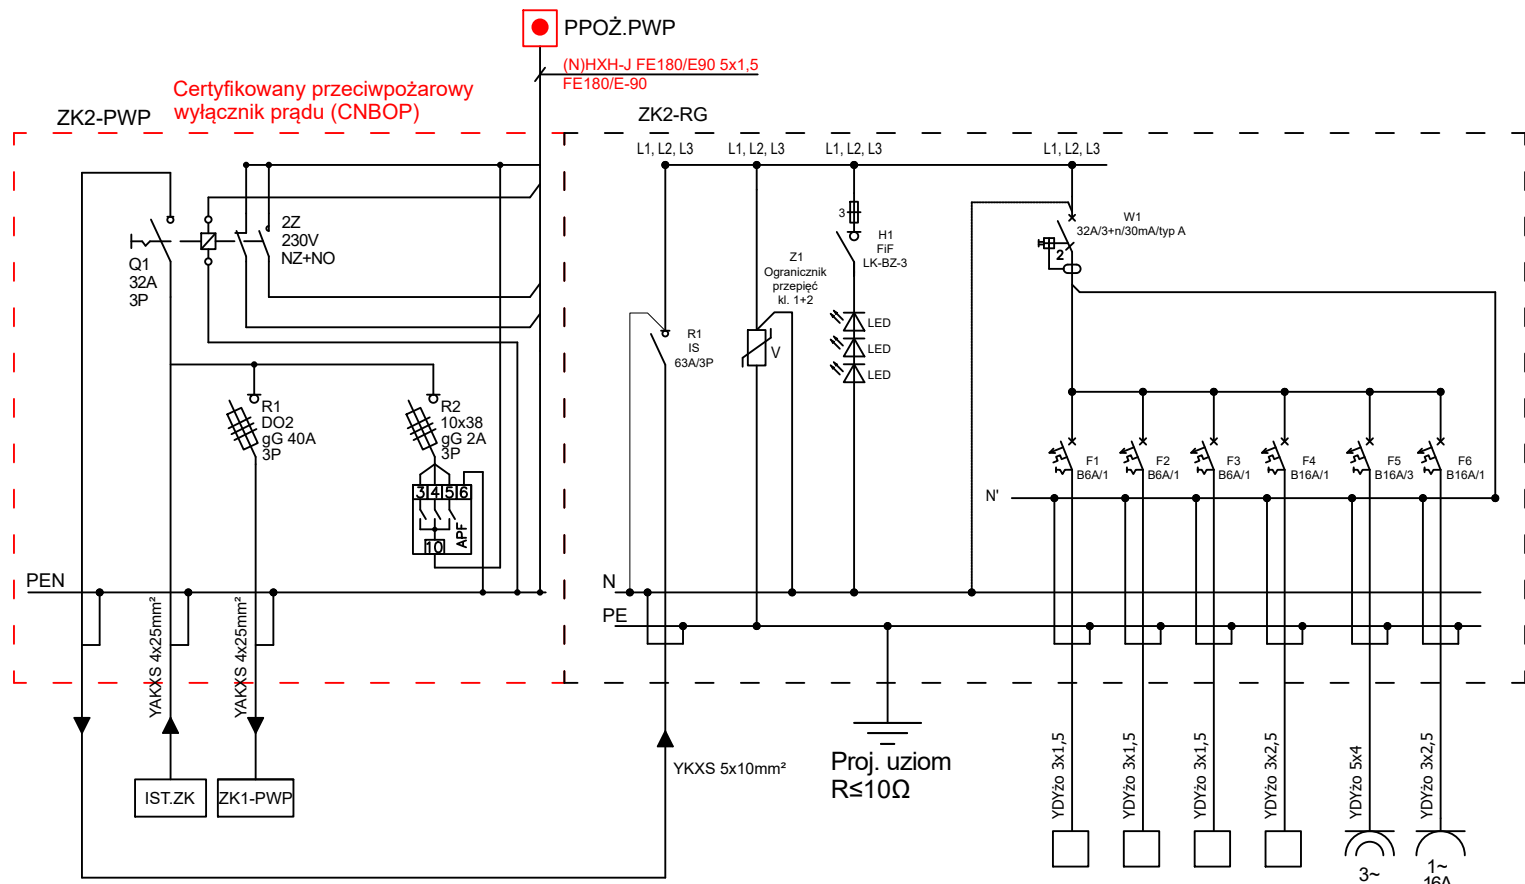 PPOŻ.PWP
(N)HXH-J FE180/E90 5x1,5
FE180/E-90
Certyfikowany przeciwpożarowy
wyłącznik prądu (CNBOP)
ZK2-PWP
ZK2-RG
L1, L2, L3
L1, L2, L3
L1, L2, L3
L1, L2, L3
Q1
32A
3P
2Z
230V
NZ+NO
R1
DO2
gG 40A
3P
R2
10x38
gG 2A
3P
3 4 5 6
APF
10
PEN
YAKXS 4x25mm²
YAKXS 4x25mm²
IST.ZK
ZK1-PWP
R1
IS
63A/3P
Z1
Ogranicznik
przepięć
kl. 1+2
V
3
H1
FiF
LK-BZ-3
LED
LED
LED
W1
32A/3+n/30mA/typ A
2
F1
B6A/1
F2
B6A/1
F3
B6A/1
F4
B16A/1
F5
B16A/3
F6
B16A/1
N'
N
PE
YKXS 5x10mm²
Proj. uziom
R≤10Ω
YDYżo 3x1,5
YDYżo 3x1,5
YDYżo 3x1,5
YDYżo 3x2,5
YDYżo 5x4
YDYżo 3x2,5
3~
1~
16A